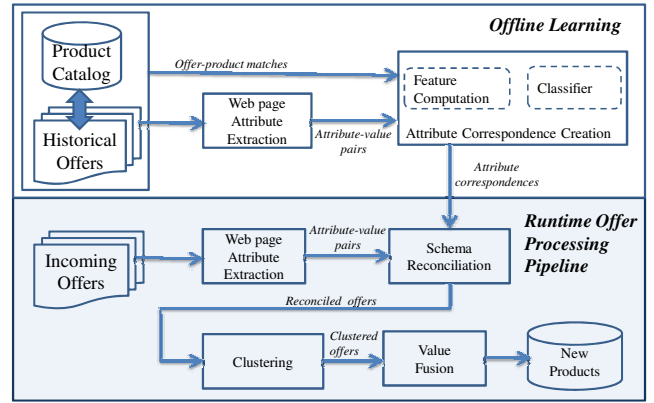 Offline Learning
Product
Catalog
Offer-product matches
Feature
Computation
Classifier
Web page
Attribute
Extraction
Historical
Offers
Attribute-value
pairs
Attribute Correspondence Creation
Attribute
correspondences
Runtime Offer
Processing
Pipeline
Incoming
Offers
Web page
Attribute
Extraction
Attribute-value
pairs
Schema
Reconciliation
Reconciled offers
Clustering
Clustered
offers
Value
Fusion
New
Products